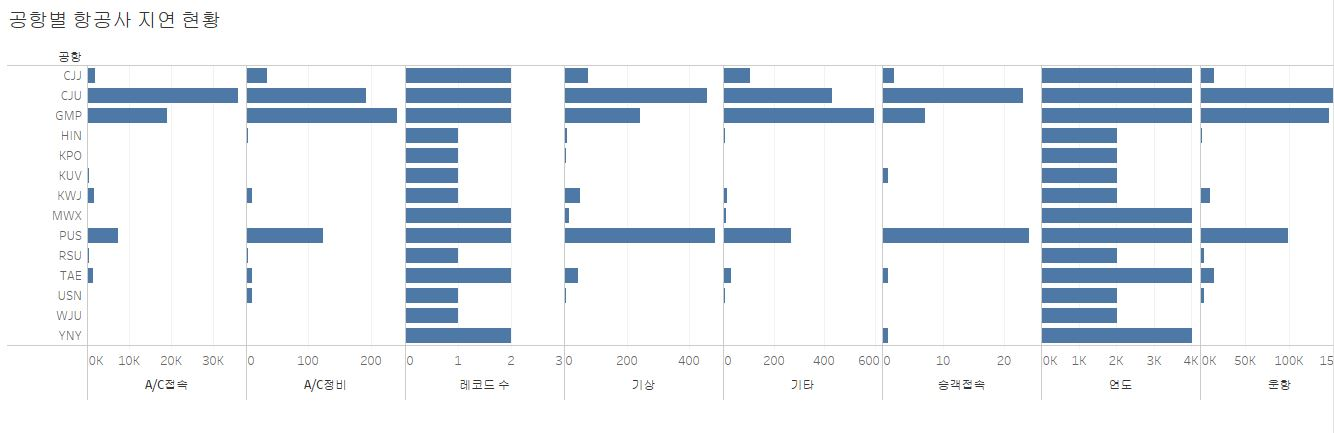 공항별 항공사 지연 현황
공항
CJJ
CJU
GMP
HIN
KPO
KUV
KWJ
MWX
PUS
RSU
TAE
USN
WJU
YNY
0K 10K 20K 30K 0 100 200 0 1 2 3 0 200 400 0 200 400 600 0 10 20 0K 1K 2K 3K 4K 0K 50K 100K 15
A/C접속 A/C정비 레코드 수 기상 기타 승객접속 연도 운항